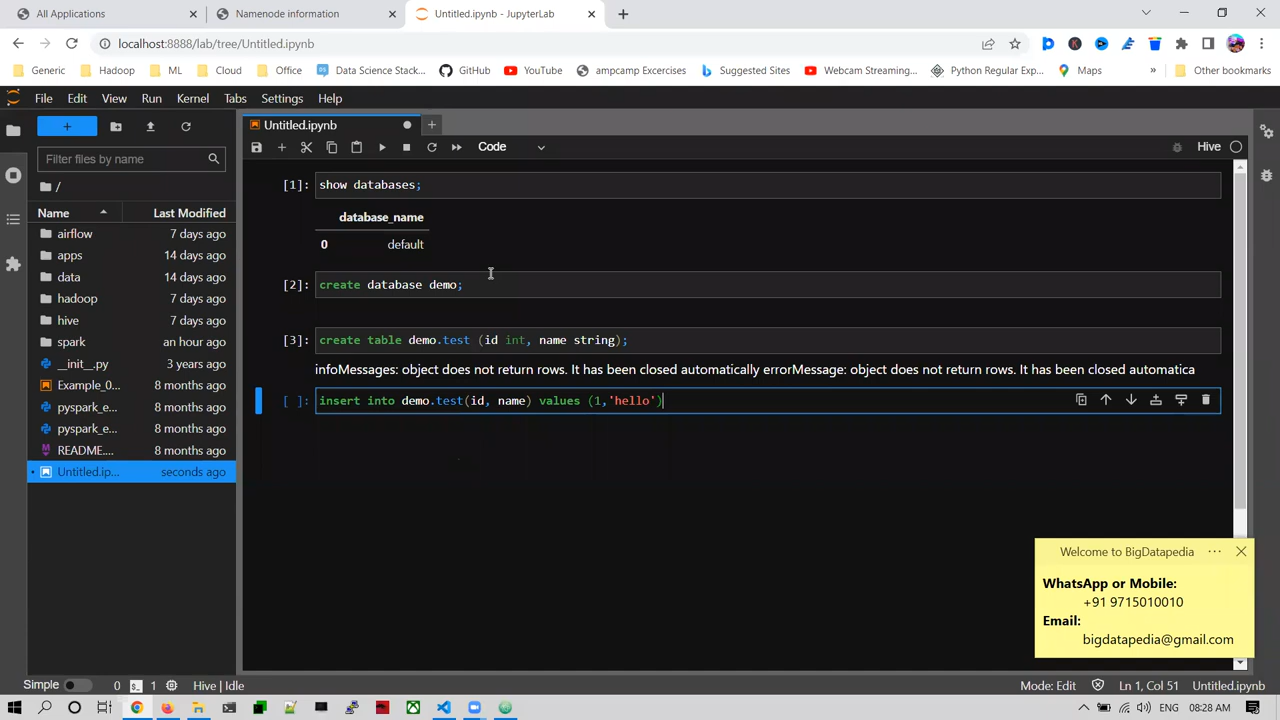 All Applications
Namenode information
Untitled.ipynb - JupyterLab
localhost:8888/lab/tree/Untitled.ipynb
Generic
Hadoop
ML
Cloud
Office
Data Science Stack...
GitHub
YouTube
ampcamp Excercises
Suggested Sites
Webcam Streaming...
Python Regular Exp...
Maps
»
Other bookmarks
File Edit View Run Kernel Tabs Settings Help
Filter files by name
/
Name Last Modified
airflow 7 days ago
apps 14 days ago
data 14 days ago
hadoop 7 days ago
hive 7 days ago
spark an hour ago
__init__.py 3 years ago
Example_0... 8 months ago
pyspark_e... 8 months ago
pyspark_e... 8 months ago
README.... 8 months ago
Untitled.ip... seconds ago
Untitled.ipynb
Code
Hive
[1]: show databases;
database_name
0 default
[2]: create database demo;
[3]: create table demo.test (id int, name string);
infoMessages: object does not return rows. It has been closed automatically errorMessage: object does not return rows. It has been closed automatica
[ ]: insert into demo.test(id, name) values (1,'hello')
Welcome to BigDatapedia
WhatsApp or Mobile:
+91 9715010010
Email:
bigdatapedia@gmail.com
Simple 0 1 Hive | Idle
Mode: Edit Ln 1, Col 51 Untitled.ipynb
08:28 AM